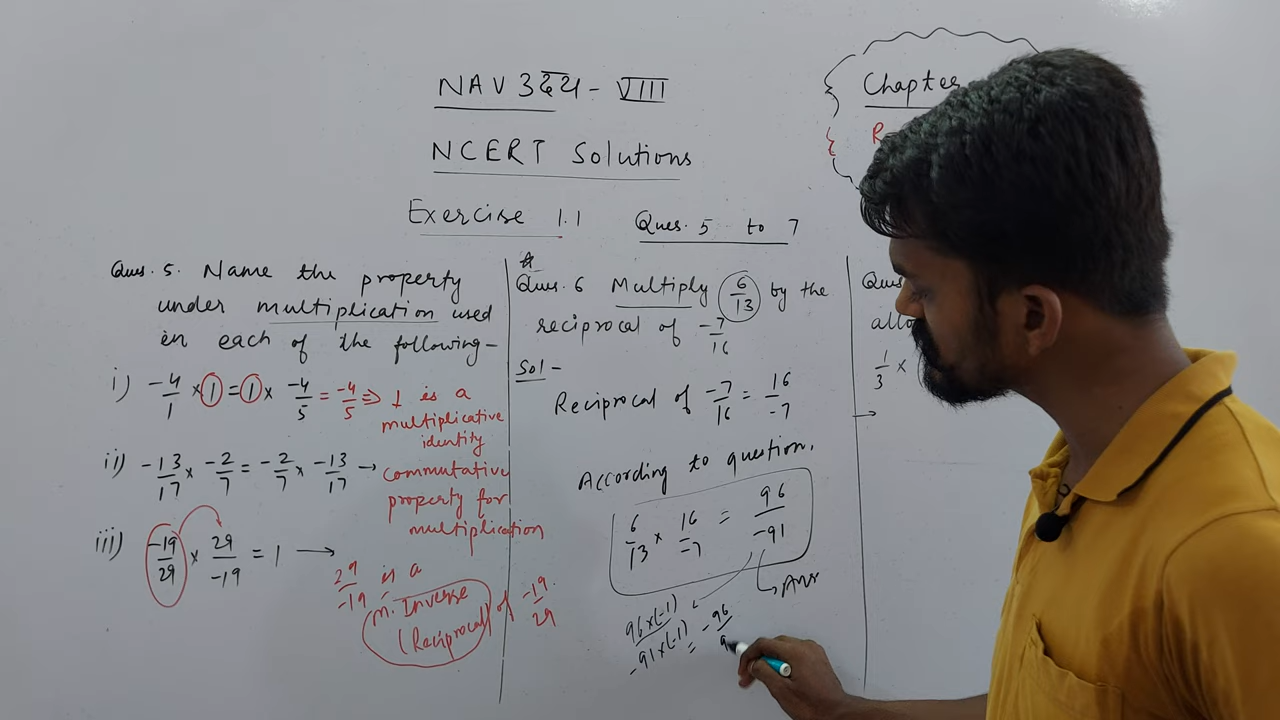 NAV 3द्वय - VIII
NCERT Solutions
Exercise 1.1 Ques. 5 to 7
Chapter
R
Ques. 5. Name the property
under multiplication used
in each of the following-
i) -4/1 × 1 = 1 × -4/5 = -4/5 => 1 is a
multiplicative
identity
ii) -13/17 × -2/7 = -2/7 × -13/17 → commutative
property for
multiplication
iii) -19/29 × 29/-19 = 1 →
29/-19 is a
m. Inverse
(Reciprocal) of -19/29
Ques. 6 Multiply 6/13 by the
reciprocal of -7/16
Sol -
Reciprocal of -7/16 = 16/-7
According to question,
6/13 × 16/-7 = 96/-91
→ Ans
96×(-1)/-91×(-1) = -96/9
Ques
allo
1/3 ×
→